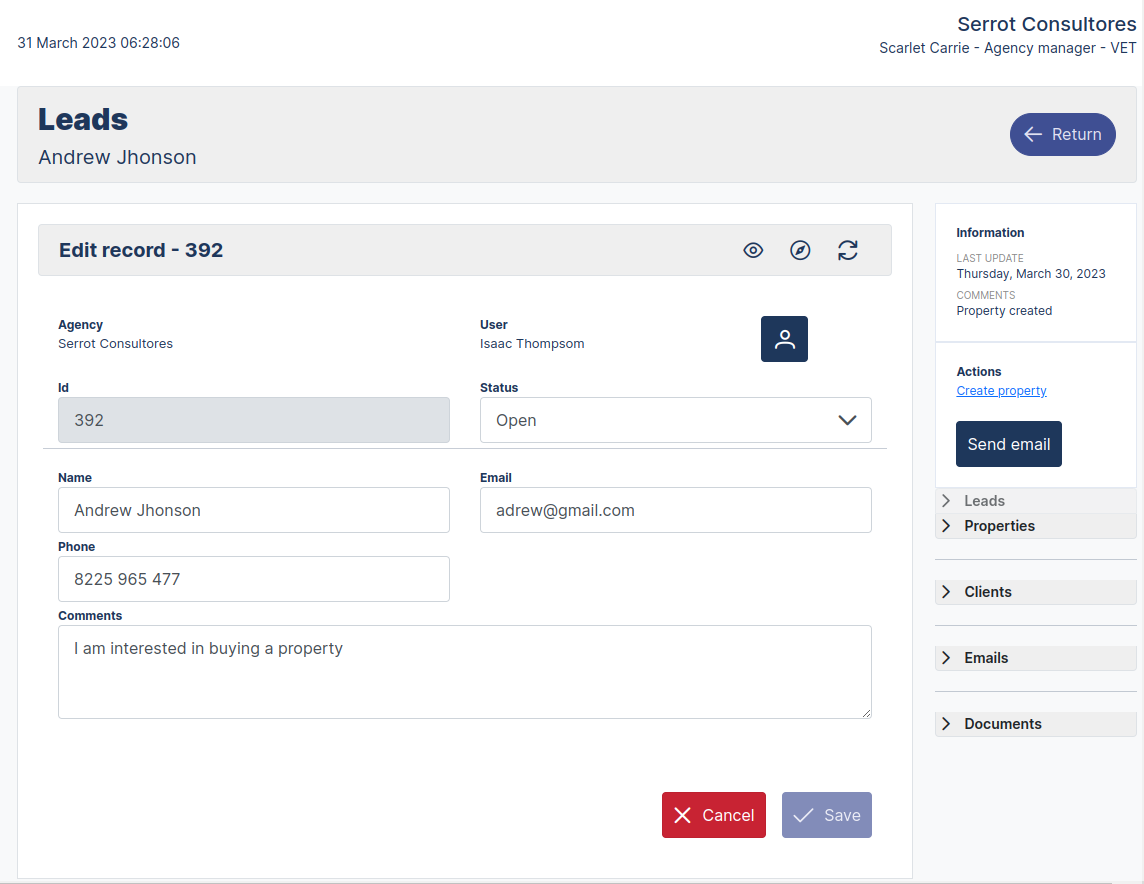 31 March 2023 06:28:06
Serrot Consultores
Scarlet Carrie - Agency manager - VET
Leads
Andrew Jhonson
Return
Edit record - 392
Agency
Serrot Consultores
User
Isaac Thompsom
Id
392
Status
Open
Name
Andrew Jhonson
Email
adrew@gmail.com
Phone
8225 965 477
Comments
I am interested in buying a property
Cancel
Save
Information
LAST UPDATE
Thursday, March 30, 2023
COMMENTS
Property created
Actions
Create property
Send email
Leads
Properties
Clients
Emails
Documents